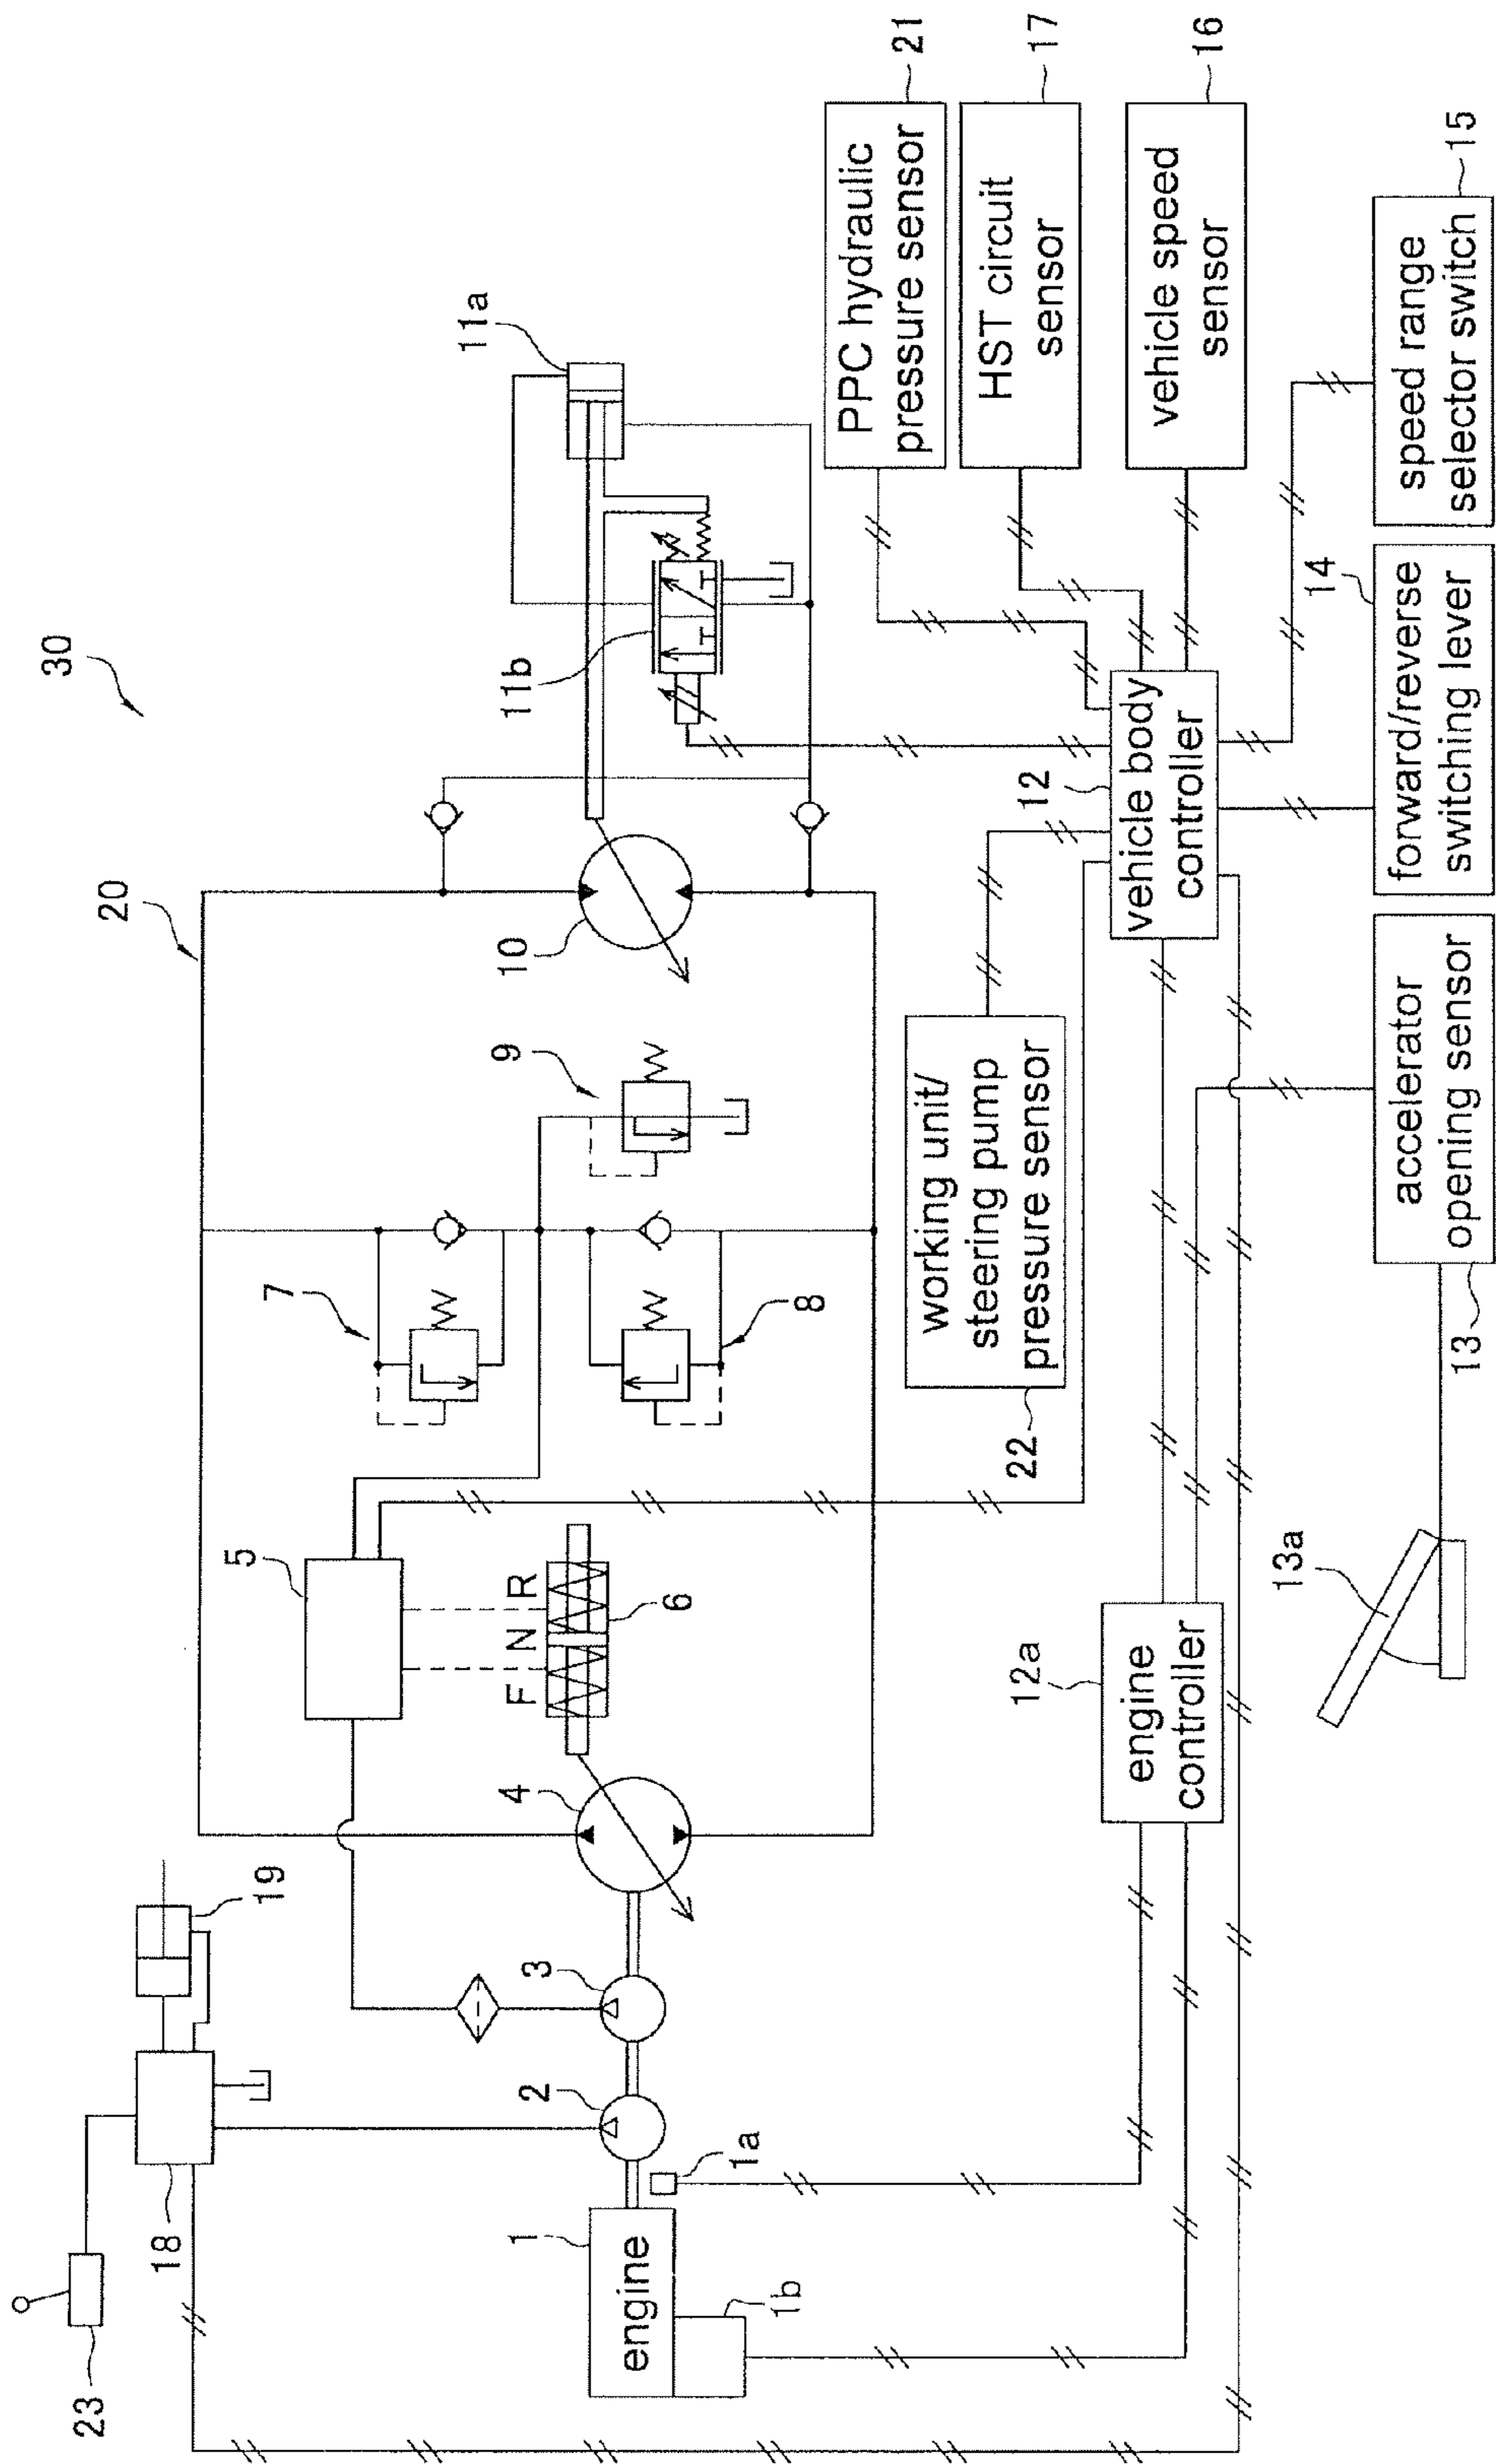 30
20
23
18
19
5
F N R
6
7
8
9
10
11a
11b
4
3
2
1
engine
1a
1b
22
working unit/
steering pump
pressure sensor
PPC hydraulic
pressure sensor
21
HST circuit
sensor
17
vehicle speed
sensor
16
12
vehicle body
controller
12a
engine
controller
13a
13
accelerator
opening sensor
14
forward/reverse
switching lever
speed range
selector switch
15